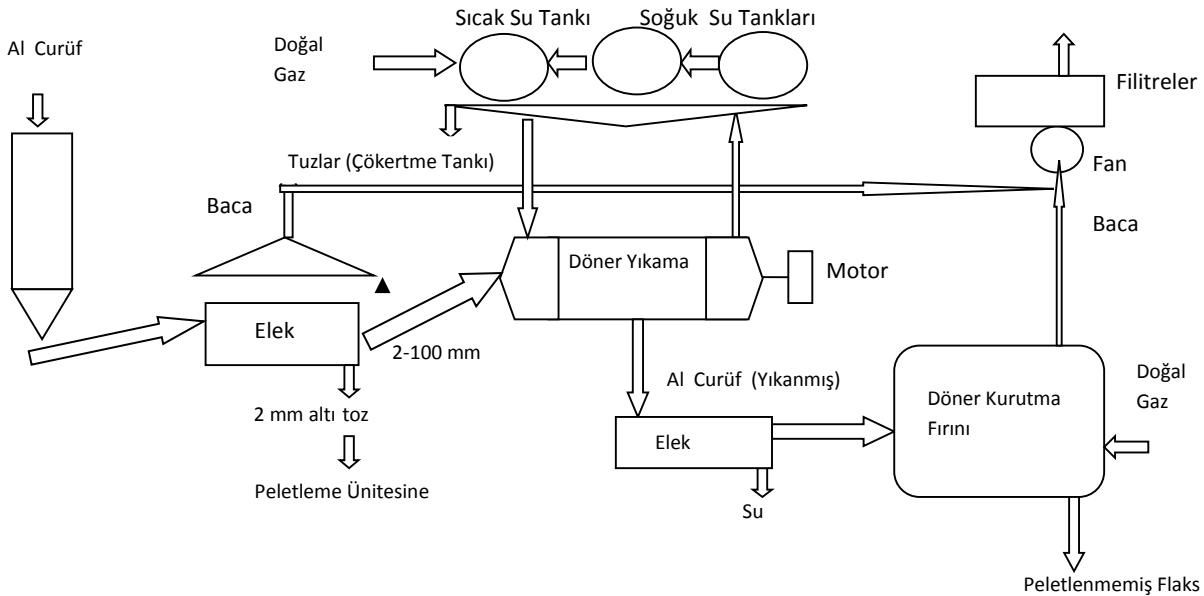 Sıcak Su Tankı
Soğuk Su Tankları
Al Curüf
Doğal
Gaz
Filitreler
Tuzlar (Çökertme Tankı)
Fan
Baca
Baca
Döner Yıkama
Motor
Elek
2-100 mm
Al Curüf (Yıkanmış)
Doğal
Gaz
Döner Kurutma
Fırını
2 mm altı toz
Elek
Peletleme Ünitesine
Su
Peletlenmemiş Flaks